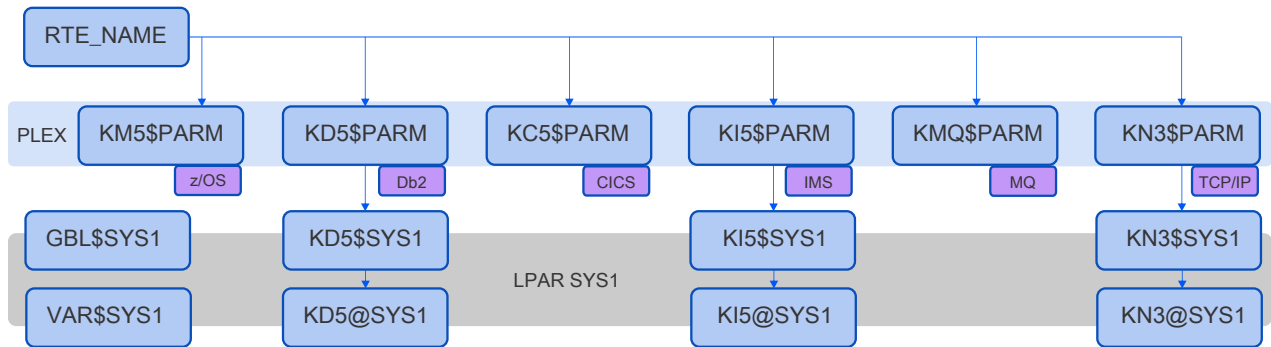 RTE_NAME
PLEX
KM5$PARM
KD5$PARM
KC5$PARM
KI5$PARM
KMQ$PARM
KN3$PARM
z/OS
Db2
CICS
IMS
MQ
TCP/IP
GBL$SYS1
KD5$SYS1
KI5$SYS1
KN3$SYS1
LPAR SYS1
VAR$SYS1
KD5@SYS1
KI5@SYS1
KN3@SYS1